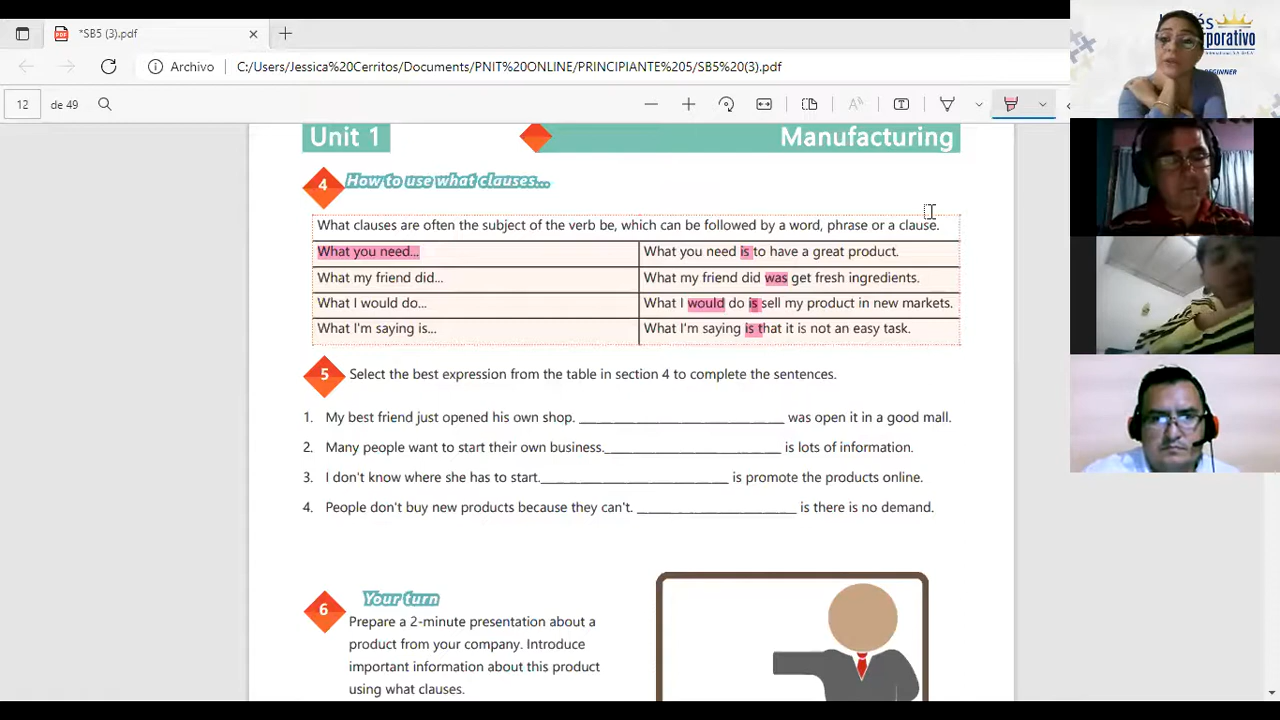 *SB5 (3).pdf
Archivo
C:/Users/Jessica%20Cerritos/Documents/PNIT%20ONLINE/PRINCIPIANTE%205/SB5%20(3).pdf
12 de 49
Unit 1
Manufacturing
4 How to use what clauses...
What clauses are often the subject of the verb be, which can be followed by a word, phrase or a clause.
What you need... What you need is to have a great product.
What my friend did... What my friend did was get fresh ingredients.
What I would do... What I would do is sell my product in new markets.
What I'm saying is... What I'm saying is that it is not an easy task.
5 Select the best expression from the table in section 4 to complete the sentences.
1. My best friend just opened his own shop. ____________________ was open it in a good mall.
2. Many people want to start their own business.____________________ is lots of information.
3. I don't know where she has to start.____________________ is promote the products online.
4. People don't buy new products because they can't. ____________________ is there is no demand.
6 Your turn
Prepare a 2-minute presentation about a
product from your company. Introduce
important information about this product
using what clauses.